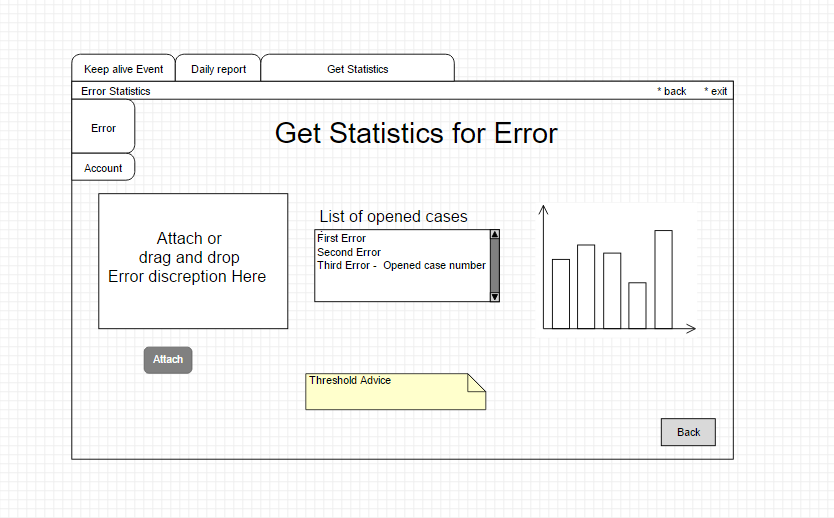 Keep alive Event
Daily report
Get Statistics
Error Statistics
* back
* exit
Error
Account
Get Statistics for Error
Attach or
drag and drop
Error discreption Here
Attach
List of opened cases
First Error
Second Error
Third Error -  Opened case number
Threshold Advice
Back